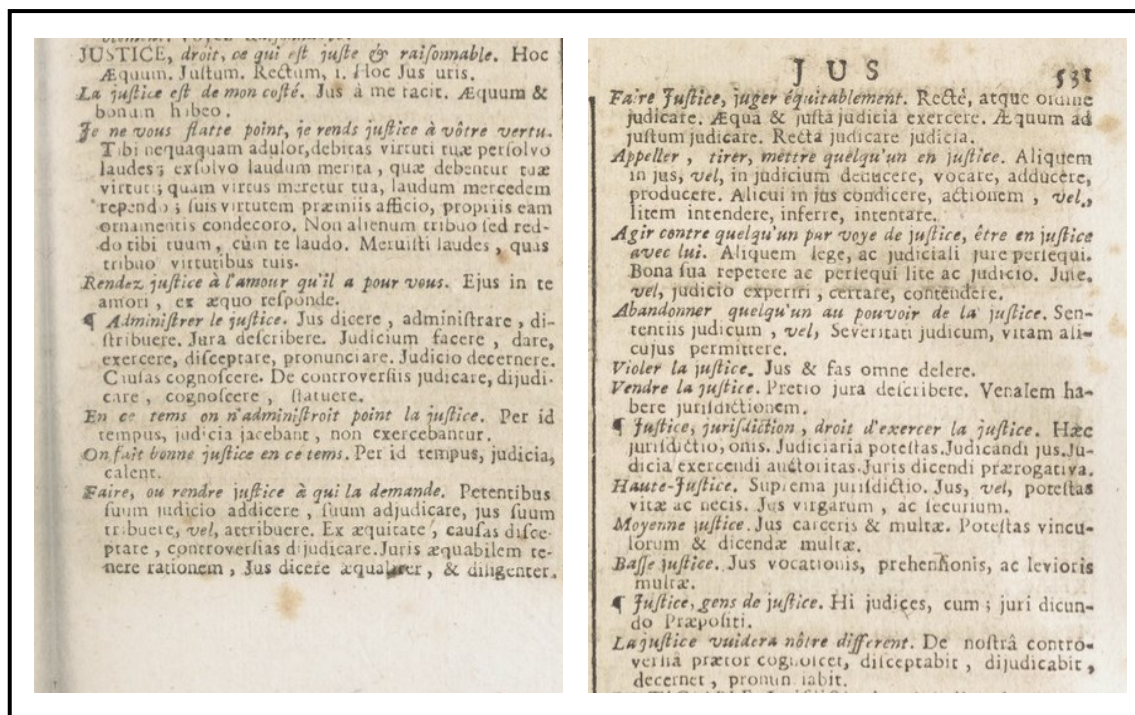 JUSTICE, droit, ce qui eſt juſte & raiſonnable. Hoc
Æquum. Juſtum. Rectum, i. Hoc Jus uris.
La juſtice eſt de mon coſté. Jus à me facit. Æquum &
bonum habeo.
Je ne vous flatte point, je rends juſtice à vôtre vertu.
Tibi nequaquam adulor, debitas virtuti tuæ perſolvo
laudes; exſolvo laudum merita, quæ debentur tuæ
virtuti; quam virtus meretur tua, laudum mercedem
rependo; ſuis virtutem præmiis afficio, propriis eam
ornamentis condecoro. Non alienum tribuo ſed red-
do tibi tuum, cùm te laudo. Meruiſti laudes, quas
tribuo virtutibus tuis.
Rendez juſtice à l'amour qu'il a pour vous. Ejus in te
amori, ex æquo reſponde.
¶ Adminiſtrer le juſtice. Jus dicere, adminiſtrare, di-
ſtribuere. Jura deſcribere. Judicium facere, dare,
exercere, diſceptare, pronunciare. Judicio decernere.
Cauſas cognoſcere. De controverſiis judicare, dijudi-
care, cognoſcere, ſtatuere.
En ce tems on n'adminiſtroit point la juſtice. Per id
tempus, judicia jacebant, non exercebantur.
On fait bonne juſtice en ce tems. Per id tempus, judicia,
calent.
Faire, ou rendre juſtice à qui la demande. Petentibus
ſuum judicio addicere, ſuum adjudicare, jus ſuum
tribuere, vel, attribuere. Ex æquitate, cauſas diſce-
ptare, controverſias dijudicare. Juris æquabilem te-
nere rationem, Jus dicere æqualiter, & diligenter.
JUS 531
Faire Juſtice, juger équitablement. Rectè, atque ordine
judicare. Æqua & juſta judicia exercere. Æquum ad
juſtum judicare. Recta judicare judicia.
Appeller, tirer, mettre quelqu'un en juſtice. Aliquem
in jus, vel, in judicium deducere, vocare, adducere,
producere. Alicui in jus condicere, actionem, vel,
litem intendere, inferre, intentare.
Agir contre quelqu'un par voye de juſtice, être en juſtice
avec lui. Aliquem lege, ac judiciali jure perſequi.
Bona ſua repetere ac perſequi lite ac judicio. Jure,
vel, judicio experiri, certare, contendere.
Abandonner quelqu'un au pouvoir de la juſtice. Sen-
tentiis judicum, vel, Severitati judicum, vitam ali-
cujus permittere.
Violer la juſtice. Jus & fas omne delere.
Vendre la juſtice. Pretio jura deſcribere. Venalem ha-
bere juriſdictionem.
¶ Juſtice, juriſdiction, droit d'exercer la juſtice. Hæc
juriſdictio, onis. Judiciaria poteſtas. Judicandi jus. Ju-
dicia exercendi auctoritas. Juris dicendi prærogativa.
Haute-Juſtice. Suprema juriſdictio. Jus, vel, poteſtas
vitæ ac necis. Jus virgarum, ac ſecurium.
Moyenne juſtice. Jus carceris & multæ. Poteſtas vincu-
lorum & dicendæ multæ.
Baſſe juſtice. Jus vocationis, prehenſionis, ac levioris
multæ.
¶ Juſtice, gens de juſtice. Hi judices, cum; juri dicun-
do Præpoſiti.
La juſtice vuidera nôtre different. De noſtrâ contro-
verſiâ prætor cognoſcet, diſceptabit, dijudicabit,
decernet, pronunciabit.